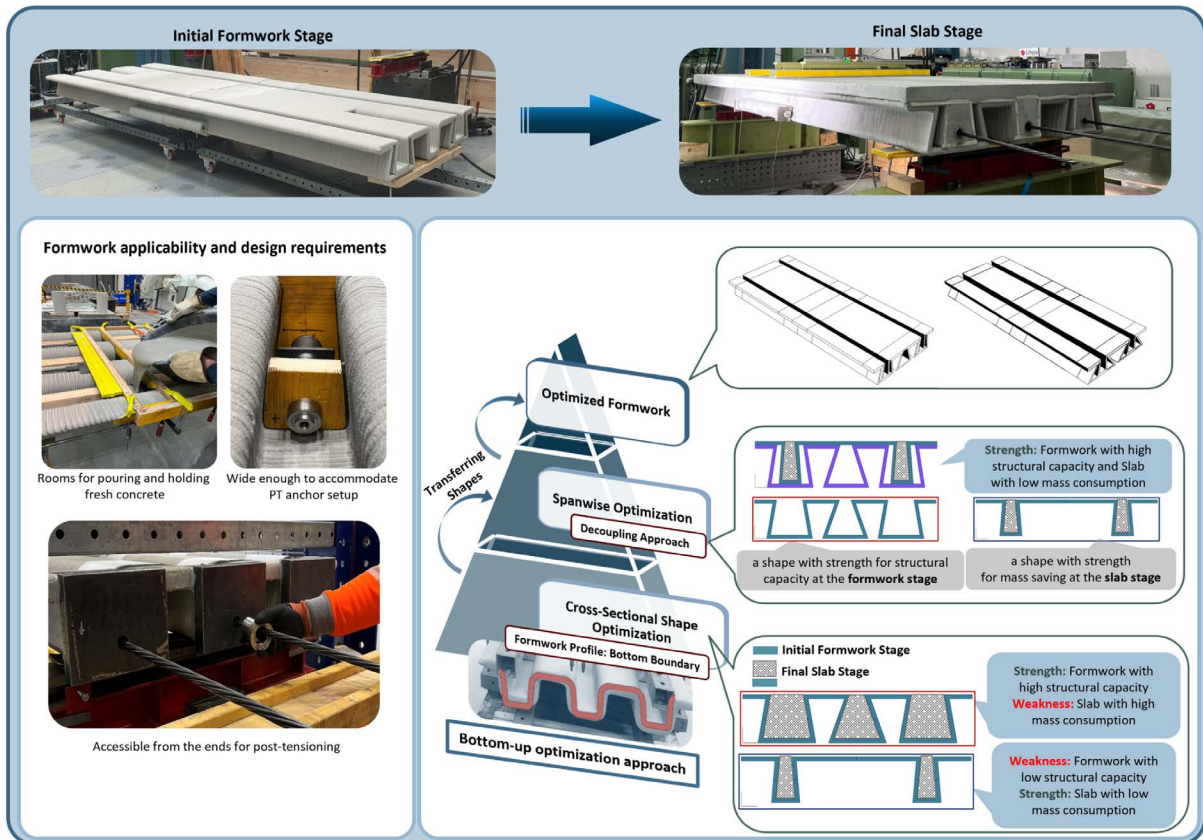 Initial Formwork Stage
Final Slab Stage
Formwork applicability and design requirements
Rooms for pouring and holding
fresh concrete
Wide enough to accommodate
PT anchor setup
Accessible from the ends for post-tensioning
Optimized Formwork
Transferring
Shapes
Spanwise Optimization
Decoupling Approach
Strength: Formwork with high
structural capacity and Slab
with low mass consumption
a shape with strength for structural
capacity at the formwork stage
a shape with strength
for mass saving at the slab stage
Cross-Sectional Shape
Optimization
Formwork Profile: Bottom Boundary
Bottom-up optimization approach
Initial Formwork Stage
Final Slab Stage
Strength: Formwork with
high structural capacity
Weakness: Slab with high
mass consumption
Weakness: Formwork with
low structural capacity
Strength: Slab with low
mass consumption